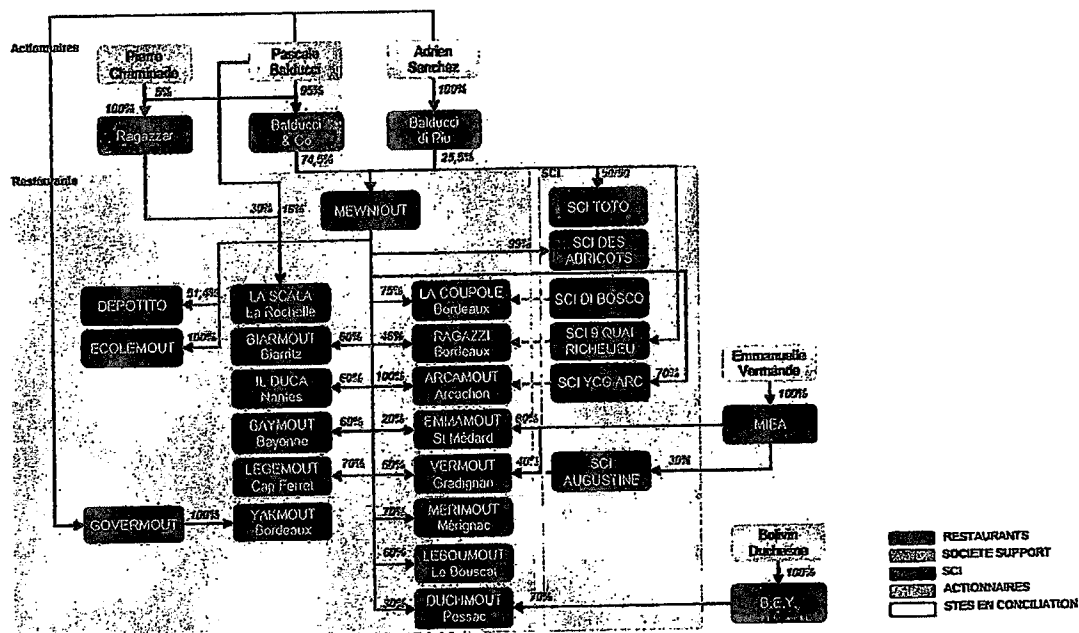 Actionnaires
Pierre
Chaminade
Pascale
Balducci
Adrien
Sanchez
5%
95%
100%
100%
Ragazzar
Balducci
& Co
Balducci
di Riu
74,5%
25,5%
Restaurants
SCI
50/50
MEWNIOUT
SCI TOTO
30%
15%
99%
SCI DES
ABRICOTS
DEPOTITO
51,4%
LA SCALA
La Rochelle
75%
LA COUPOLE
Bordeaux
SCI DI BOSCO
ECOLEMOUT
100%
BIARMOUT
Biarritz
60%
45%
RAGAZZI
Bordeaux
SCI 9 QUAI
RICHELIEU
Emmanuelle
Vermande
IL DUCA
Nantes
60%
100%
ARCAMOUT
Arcachon
SCI YCG ARC
70%
100%
BAYMOUT
Bayonne
60%
20%
EMMAMOUT
St Médard
80%
MIEA
LEGEMOUT
Cap Ferret
70%
60%
VERMOUT
Gradignan
40%
SCI
AUGUSTINE
30%
GOVERMOUT
100%
YAKMOUT
Bordeaux
70%
MERIMOUT
Mérignac
Duchesne
60%
LEBOUMOUT
Le Bouscat
100%
30%
DUCHMOUT
Pessac
70%
B.E.Y.
RESTAURANTS
SOCIETE SUPPORT
SCI
ACTIONNAIRES
STES EN CONCILIATION